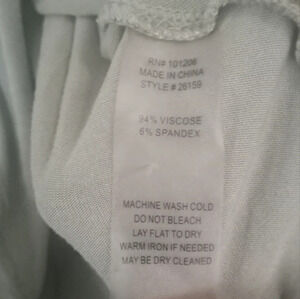 RN# 101206
MADE IN CHINA
STYLE # 26159
94% VISCOSE
6% SPANDEX
MACHINE WASH COLD
DO NOT BLEACH
LAY FLAT TO DRY
WARM IRON IF NEEDED
MAY BE DRY CLEANED